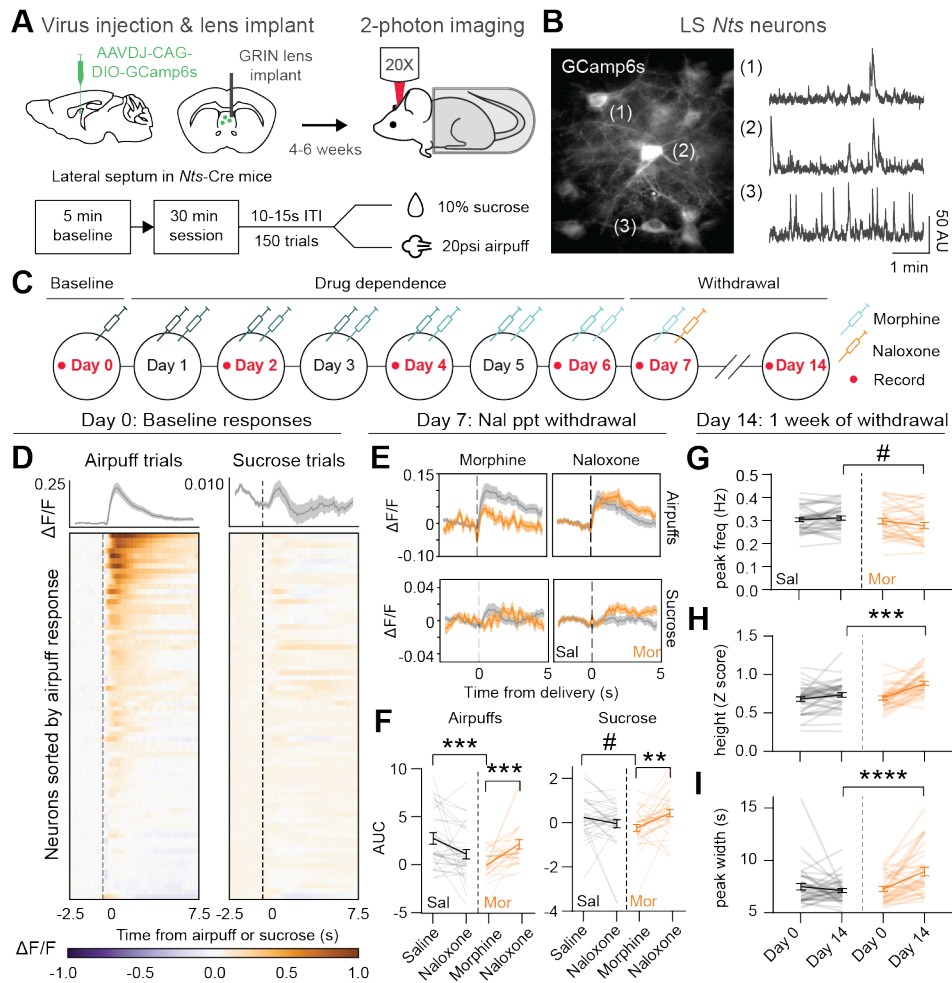 A Virus injection & lens implant
2-photon imaging
AAVDJ-CAG-
DIO-GCamp6s
GRIN lens
implant
20X
4-6 weeks
Lateral septum in Nts-Cre mice
5 min
baseline
30 min
session
10-15s ITI
150 trials
10% sucrose
20psi airpuff
B LS Nts neurons
GCamp6s
(1)
(2)
(3)
(1)
(2)
(3)
50 AU
1 min
C Baseline
Drug dependence
Withdrawal
Day 0
Day 1
Day 2
Day 3
Day 4
Day 5
Day 6
Day 7
Day 14
Morphine
Naloxone
Record
Day 0: Baseline responses
Day 7: Nal ppt withdrawal
Day 14: 1 week of withdrawal
D Airpuff trials
Sucrose trials
0.25
0.010
ΔF/F
Neurons sorted by airpuff response
-2.5 0 7.5
-2.5 0 7.5
Time from airpuff or sucrose (s)
ΔF/F
-1.0 -0.5 0.0 0.5 1.0
E Morphine
Naloxone
0.15
0
-0.10
ΔF/F
Airpuffs
0.04
0
-0.04
ΔF/F
Sucrose
Sal
Mor
0 5
0 5
Time from delivery (s)
F Airpuffs
Sucrose
***
***
#
**
AUC
10
5
0
-5
2
0
-2
-4
Sal
Mor
Sal
Mor
Saline
Naloxone
Morphine
Naloxone
Saline
Naloxone
Morphine
Naloxone
G
#
peak freq (Hz)
0.5
0.4
0.3
0.2
0.1
0.0
Sal
Mor
H
***
height (Z score)
1.5
1.0
0.5
0.0
I
****
peak width (s)
15
10
5
Day 0
Day 14
Day 0
Day 14